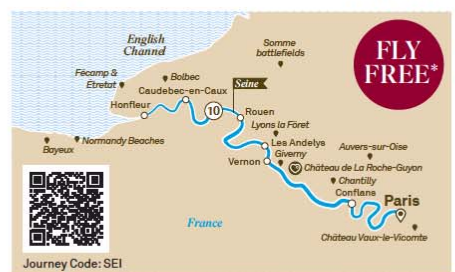 English
Channel
Somme
battlefields
FLY
FREE*
Fécamp &
Étretat
Bolbec
Caudebec-en-Caux
Seine
Honfleur
10
Rouen
Lyons la Fôret
Bayeux
Normandy Beaches
Les Andelys
Auvers-sur-Oise
Giverny
Vernon
Château de La Roche-Guyon
Chantilly
Conflans
Paris
France
Château Vaux-le-Vicomte
Journey Code: SEI